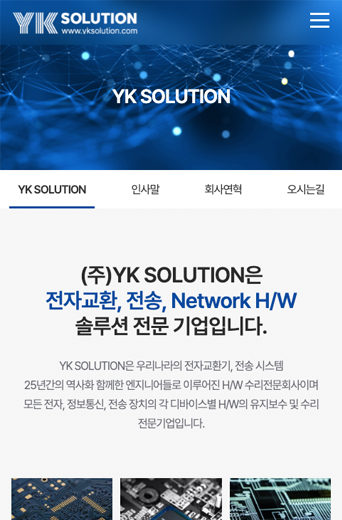 YK SOLUTION
www.yksolution.com
YK SOLUTION
YK SOLUTION 인사말 회사연혁 오시는길
(주)YK SOLUTION은
전자교환, 전송, Network H/W
솔루션 전문 기업입니다.
YK SOLUTION은 우리나라의 전자교환기, 전송 시스템
25년간의 역사와 함께한 엔지니어들로 이루어진 H/W 수리전문회사이며
모든 전자, 정보통신, 전송 장치의 각 디바이스별 H/W의 유지보수 및 수리
전문기업입니다.